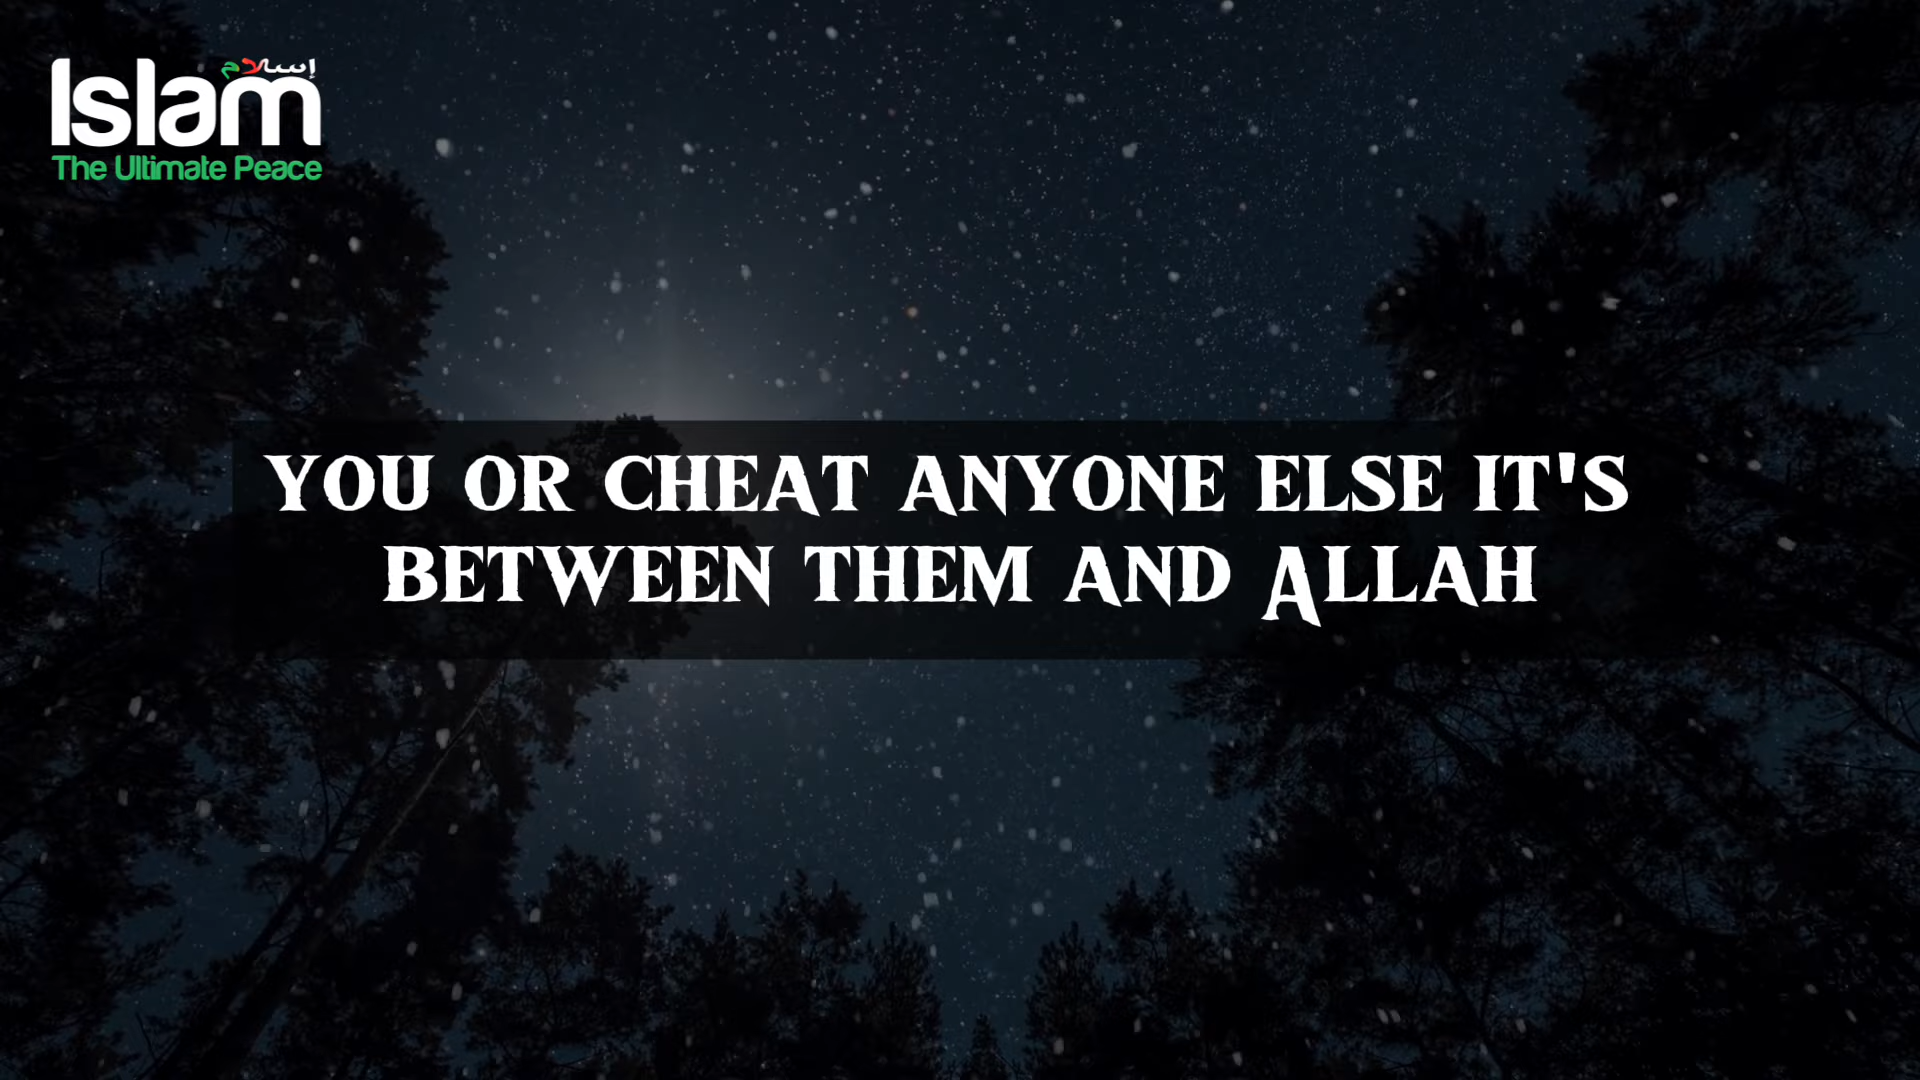 إسلام
Islam
The Ultimate Peace
YOU OR CHEAT ANYONE ELSE IT'S
BETWEEN THEM AND ALLAH